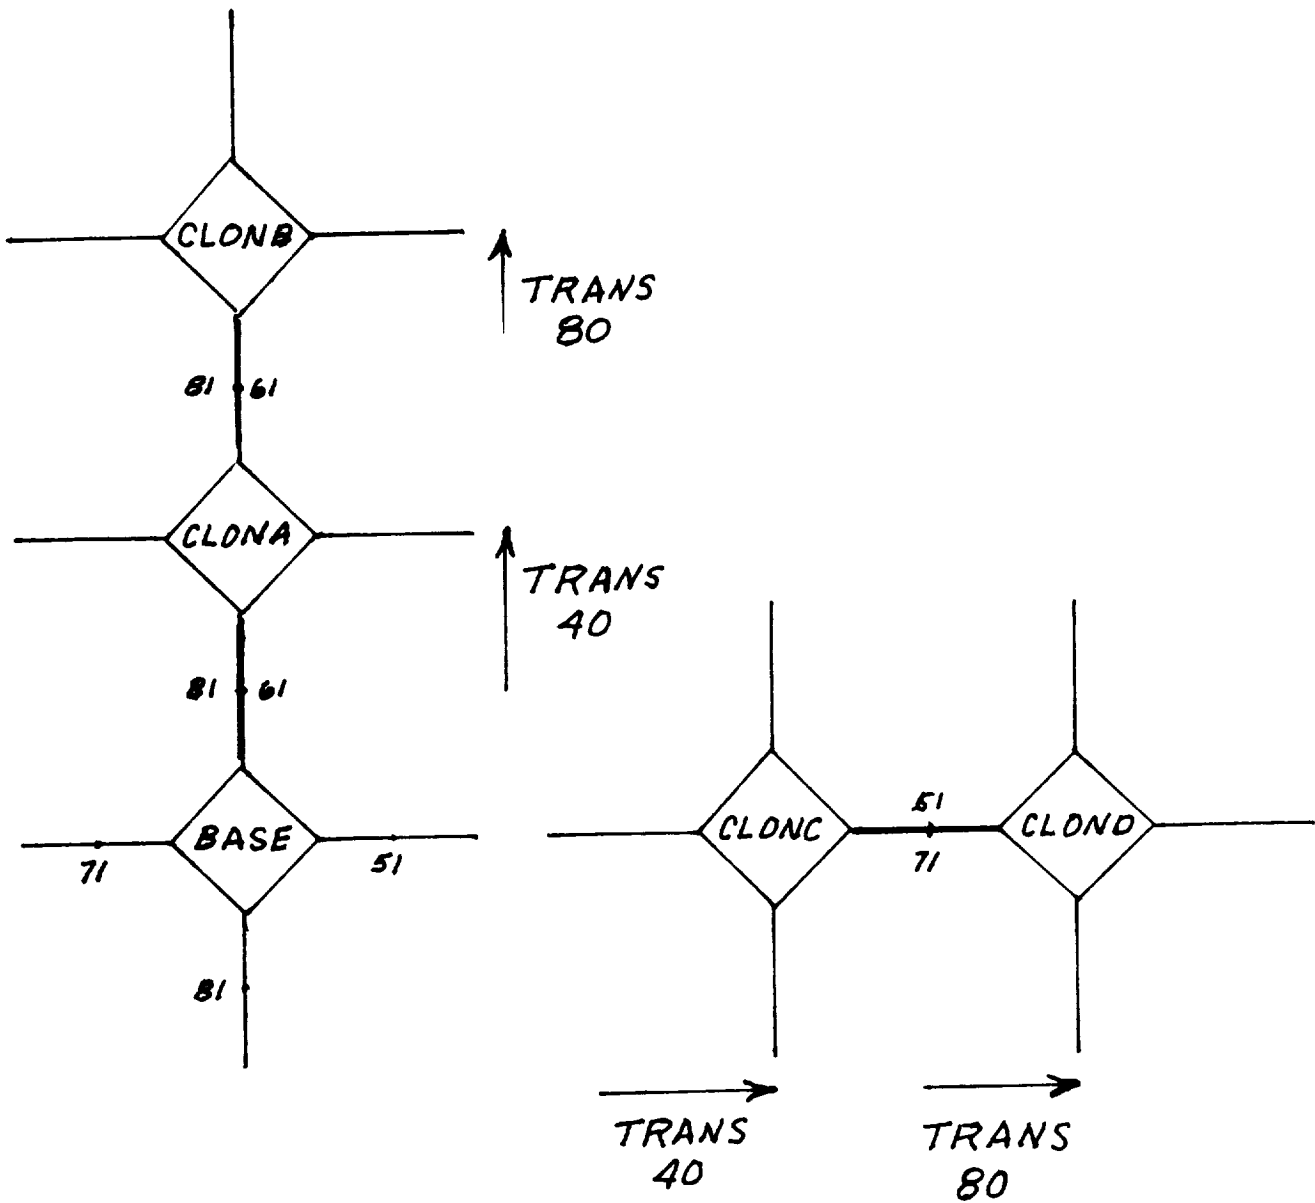 CLONB
TRANS
80
81 61
CLONA
TRANS
40
81 61
BASE
71
51
81
CLONC
51
71
CLOND
TRANS
40
TRANS
80